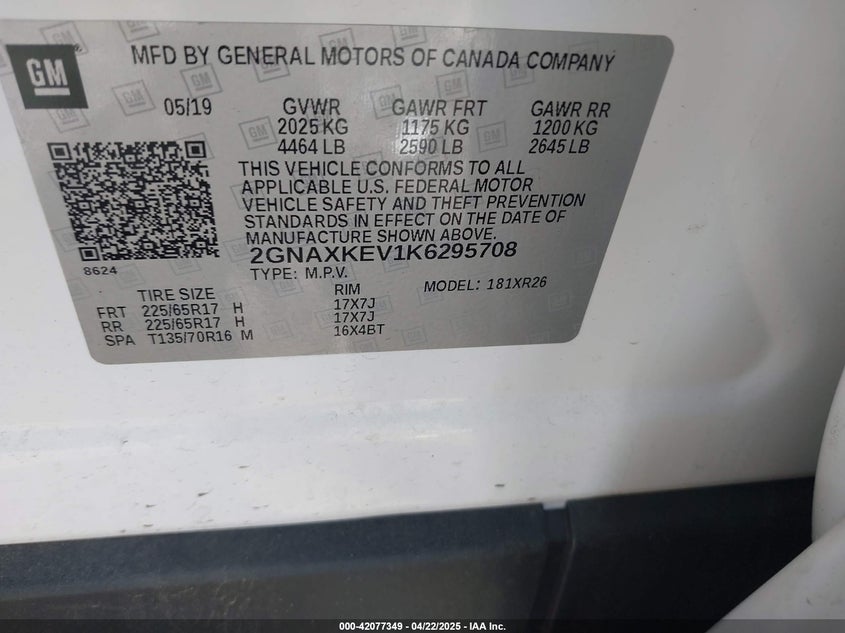 GM
MFD BY GENERAL MOTORS OF CANADA COMPANY
05/19 GVWR GAWR FRT GAWR RR
2025 KG 1175 KG 1200 KG
4464 LB 2590 LB 2645 LB
THIS VEHICLE CONFORMS TO ALL
APPLICABLE U.S. FEDERAL MOTOR
VEHICLE SAFETY AND THEFT PREVENTION
STANDARDS IN EFFECT ON THE DATE OF
MANUFACTURE SHOWN ABOVE.
8624
2GNAXKEV1K6295708
TYPE: M.P.V. MODEL: 181XR26
TIRE SIZE RIM
FRT 225/65R17 H 17X7J
RR 225/65R17 H 17X7J
SPA T135/70R16 M 16X4BT
000-42077349 - 04/22/2025 - IAA Inc.